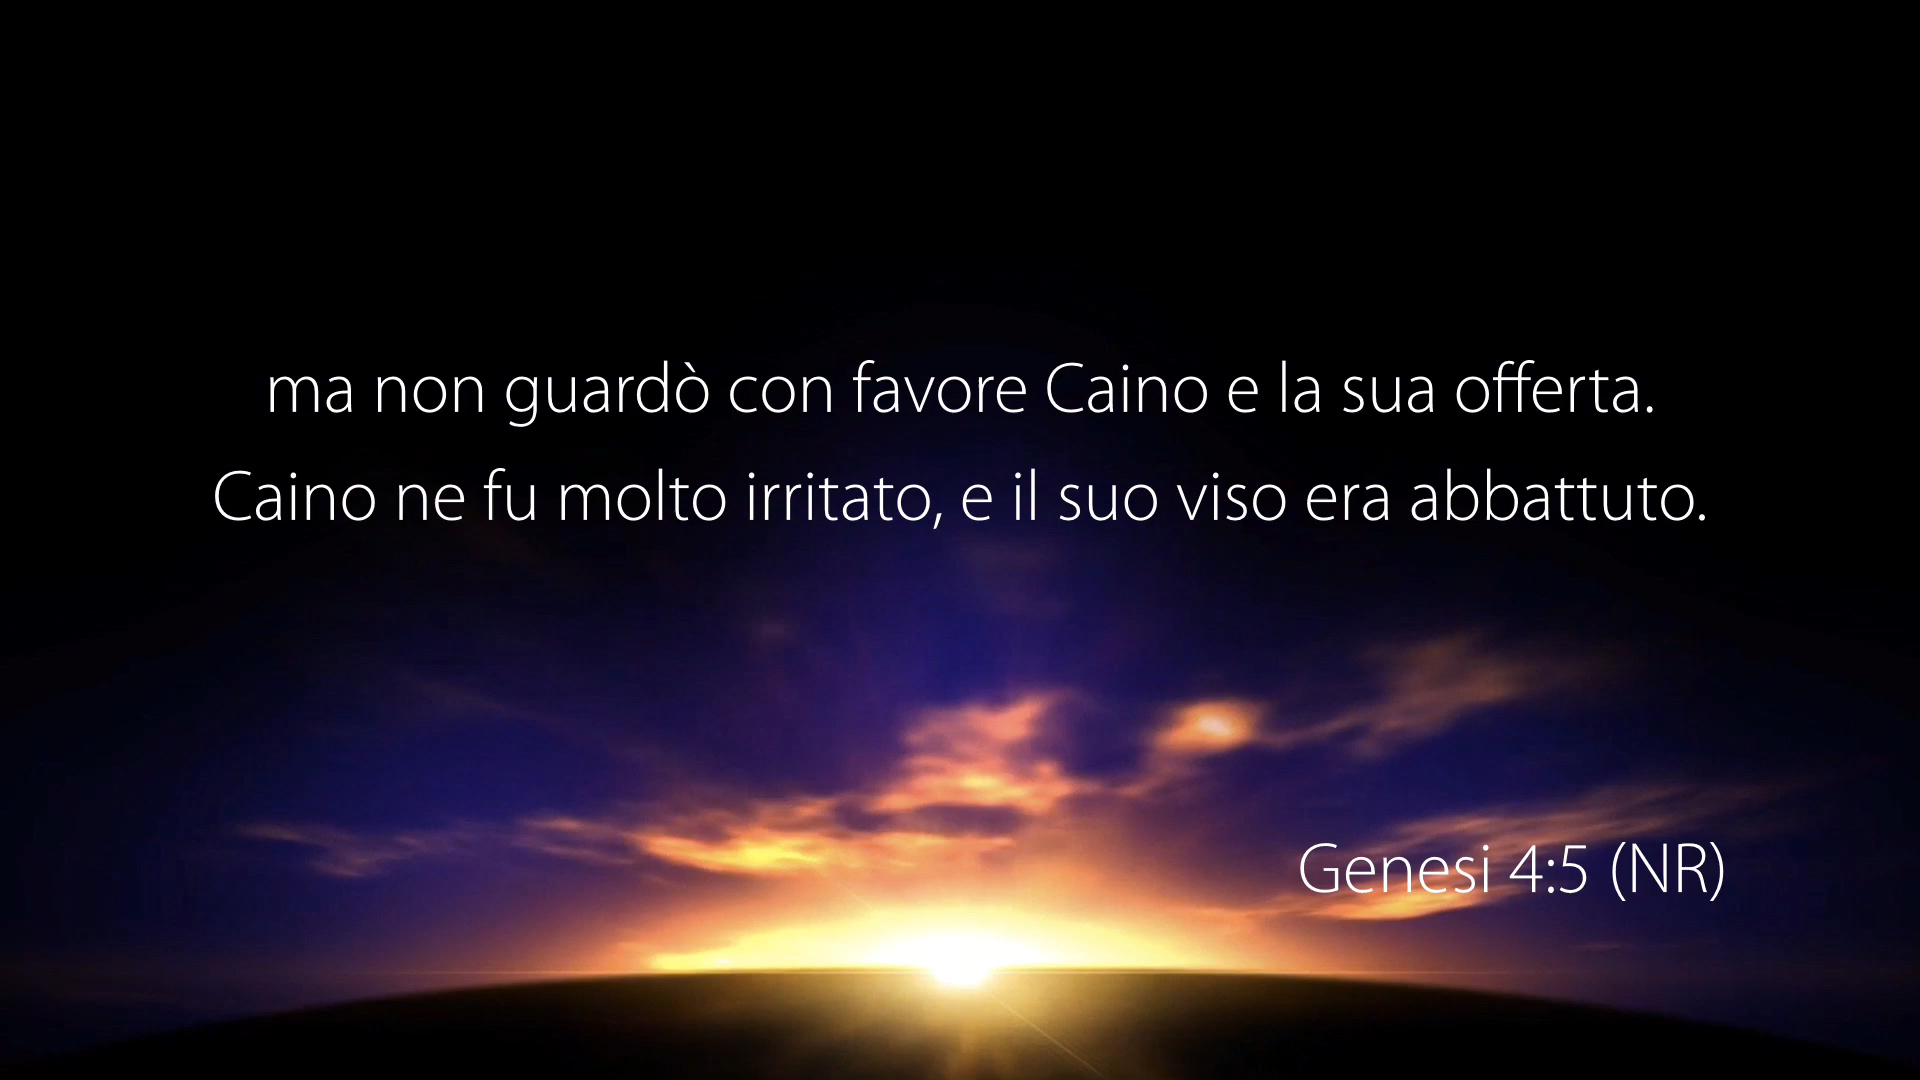 ma non guardò con favore Caino e la sua offerta.
Caino ne fu molto irritato, e il suo viso era abbattuto.
Genesi 4:5 (NR)